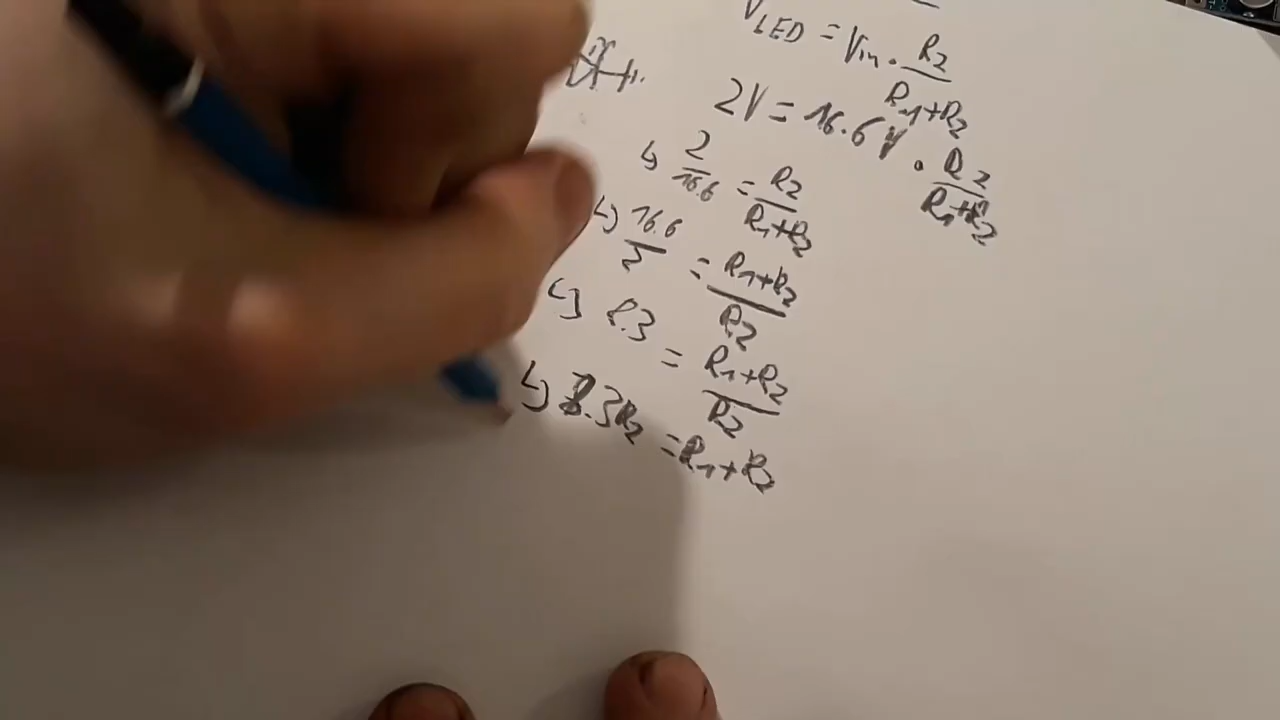 V_LED = Vin · R2/(R1+R2)
2V = 16.6V · R2/(R1+R2)
↳ 2/16.6 = R2/(R1+R2)
↳ 16.6/2 = (R1+R2)/R2
↳ 8.3 = (R1+R2)/R2
↳ 8.3R2 = R1+R2